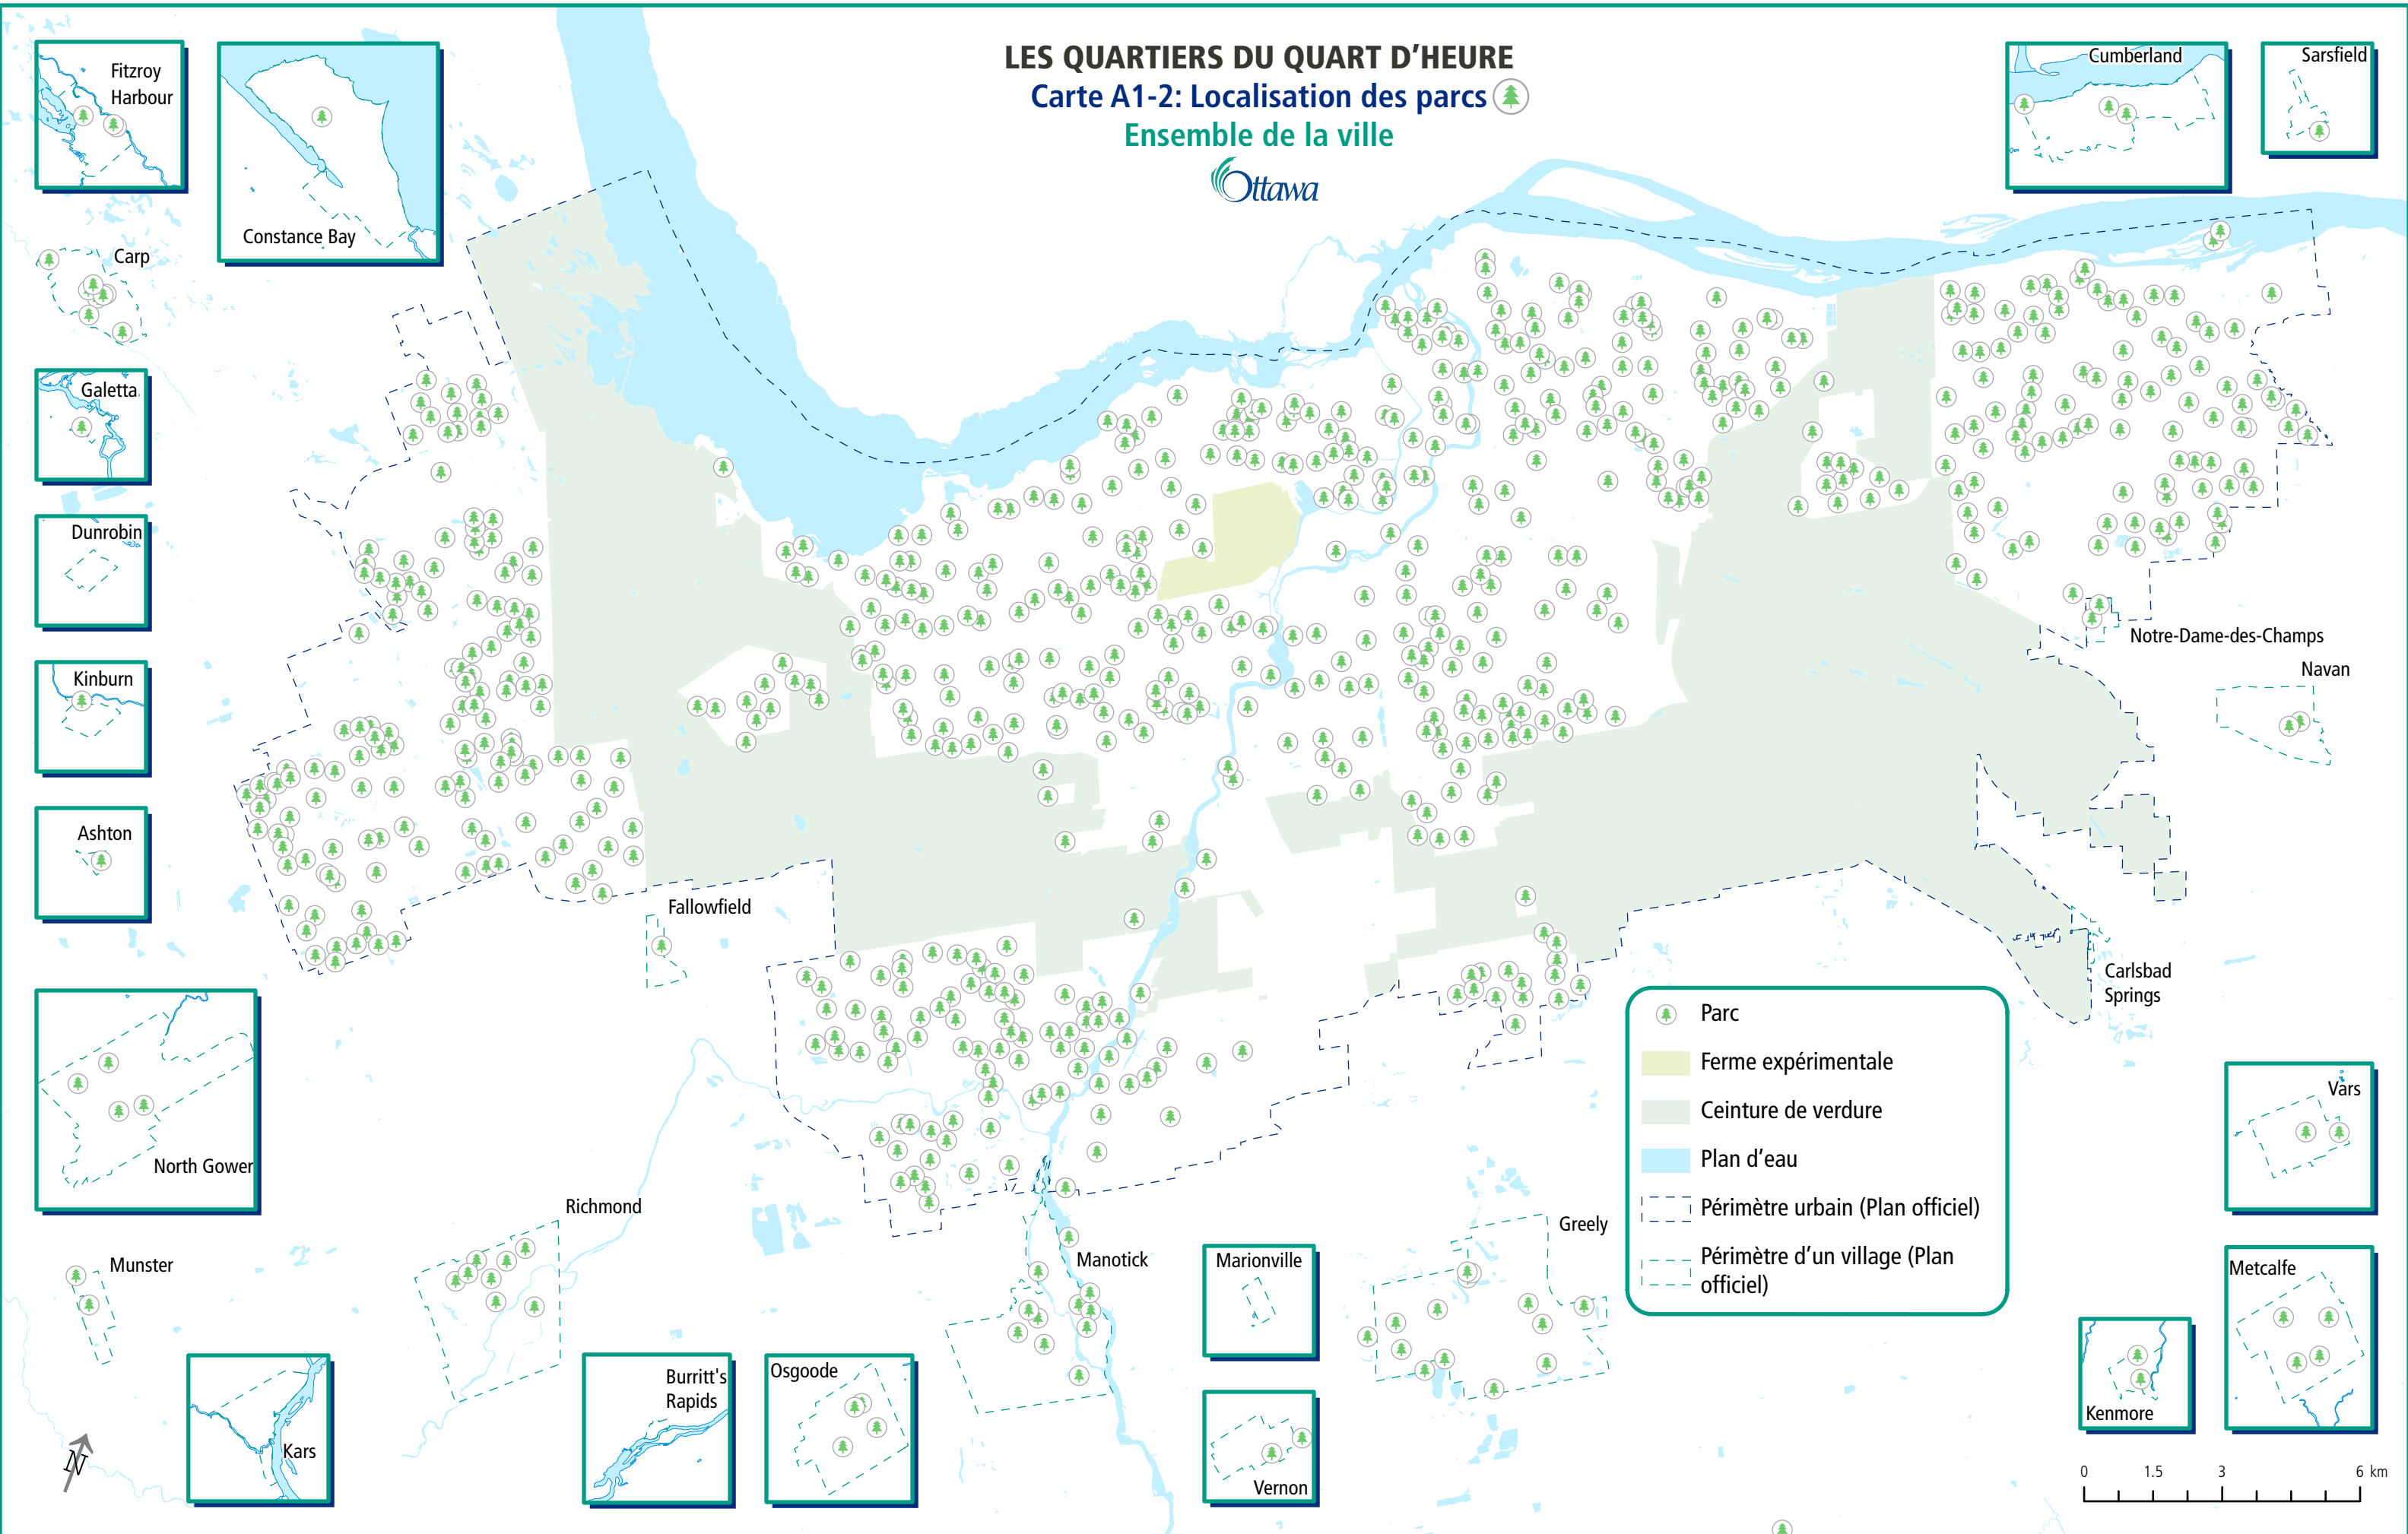 LES QUARTIERS DU QUART D’HEURE
Carte A1-2: Localisation des parcs
Ensemble de la ville
Ottawa
Fitzroy
Harbour
Constance Bay
Cumberland
Sarsfield
Carp
Galetta
Dunrobin
Kinburn
Ashton
Notre-Dame-des-Champs
Navan
Fallowfield
Carlsbad
Springs
North Gower
Parc
Ferme expérimentale
Ceinture de verdure
Plan d’eau
Périmètre urbain (Plan officiel)
Périmètre d’un village (Plan
officiel)
Vars
Richmond
Greely
Munster
Manotick
Marionville
Metcalfe
Kars
Burritt's
Rapids
Osgoode
Vernon
Kenmore
N
0 1.5 3 6 km